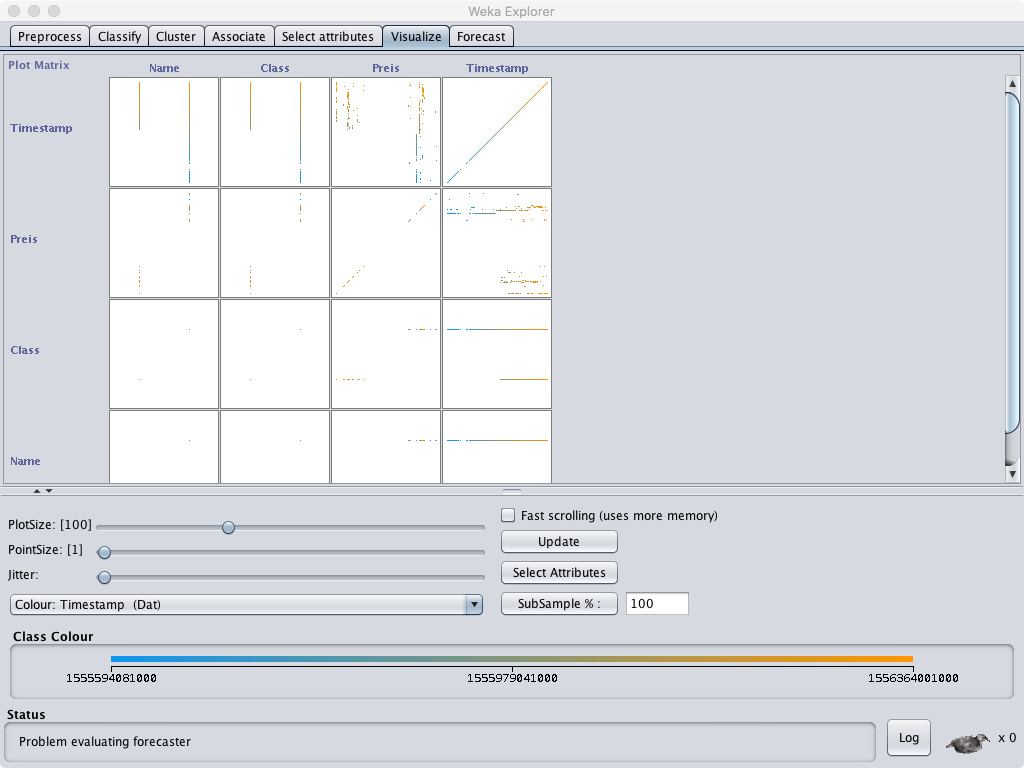 Weka Explorer
Preprocess Classify Cluster Associate Select attributes Visualize Forecast
Plot Matrix Name Class Preis Timestamp
Timestamp
Preis
Class
Name
PlotSize: [100]
Fast scrolling (uses more memory)
PointSize: [1]
Update
Jitter:
Select Attributes
Colour: Timestamp (Dat)
SubSample % : 100
Class Colour
1555594081000 1555979041000 1556364001000
Status
Problem evaluating forecaster
Log x 0